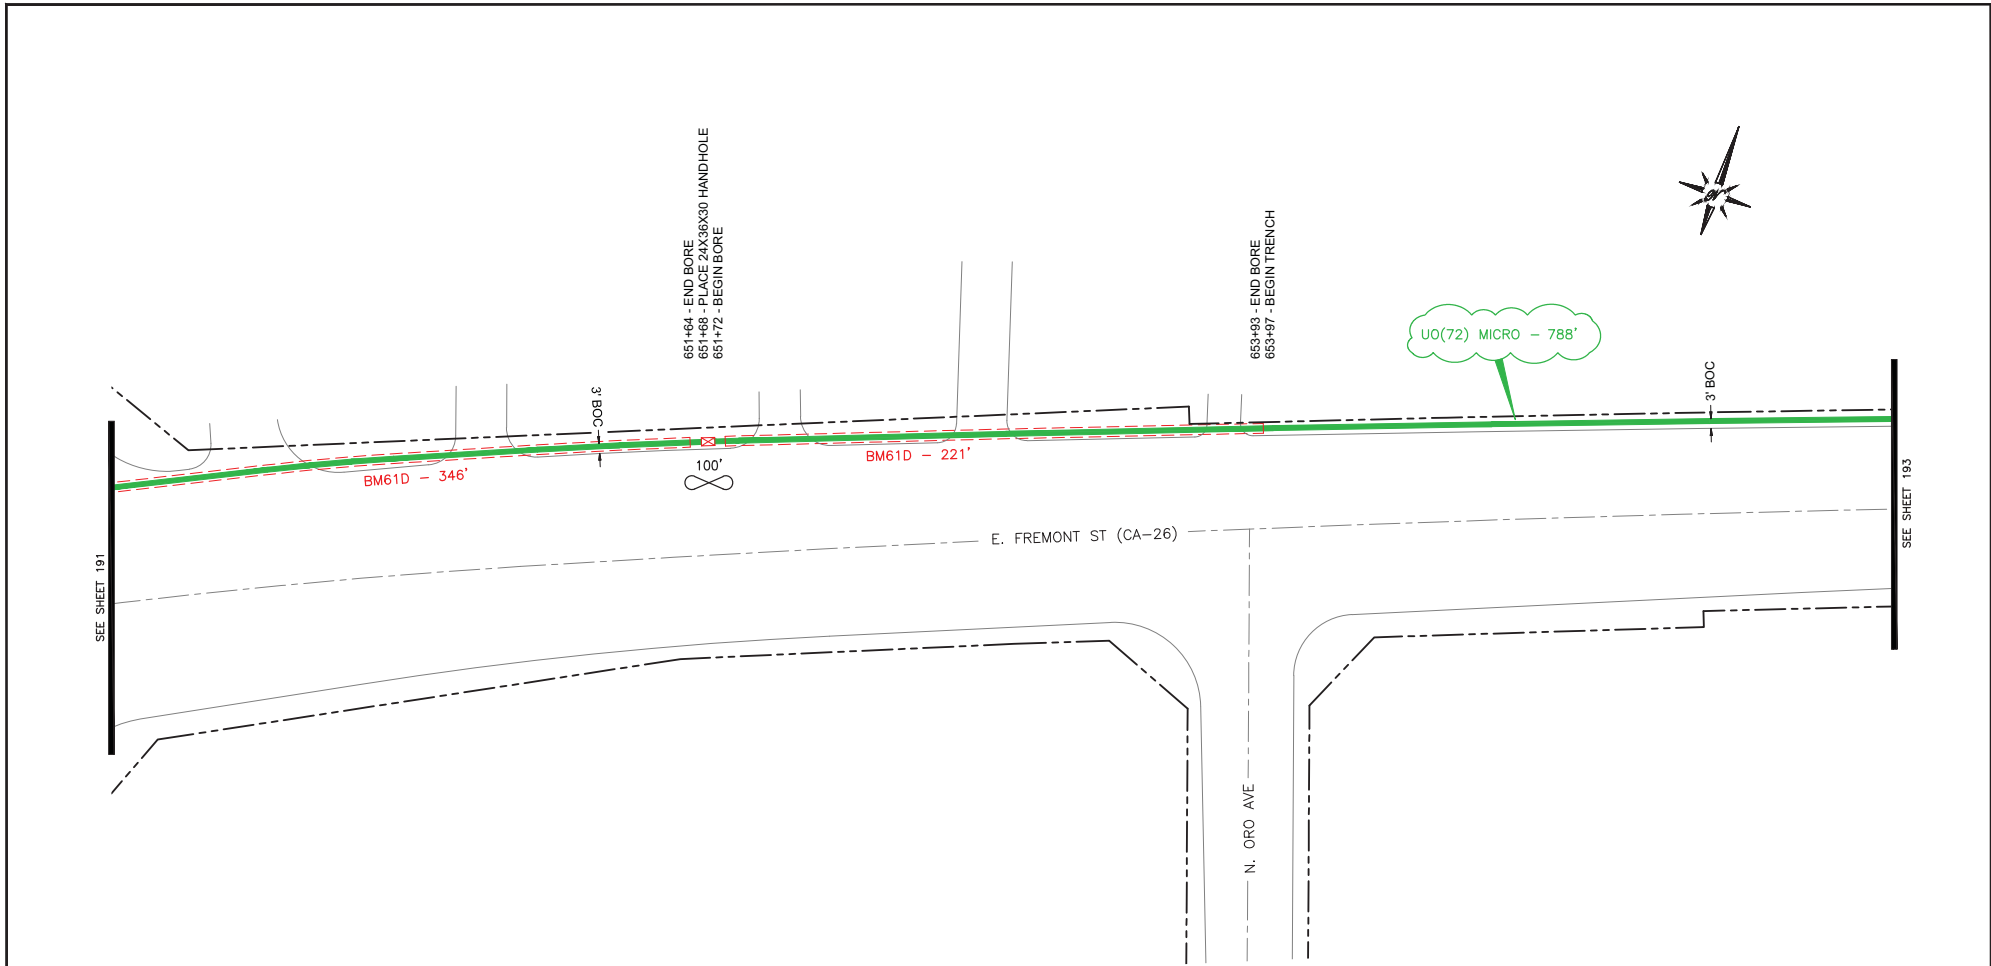 651+64 - END BORE
651+68 - PLACE 24X36X30 HANDHOLE
651+72 - BEGIN BORE
653+93 - END BORE
653+97 - BEGIN TRENCH
UO(72) MICRO - 788'
3' BOC
3' BOC
BM61D - 346'
100'
BM61D - 221'
E. FREMONT ST (CA-26)
N. ORO AVE
SEE SHEET 191
SEE SHEET 193